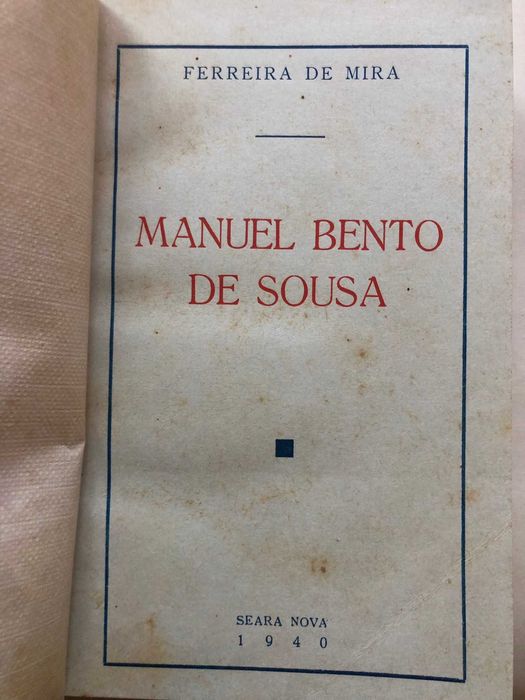 FERREIRA DE MIRA
MANUEL BENTO
DE SOUSA
SEARA NOVA
1940